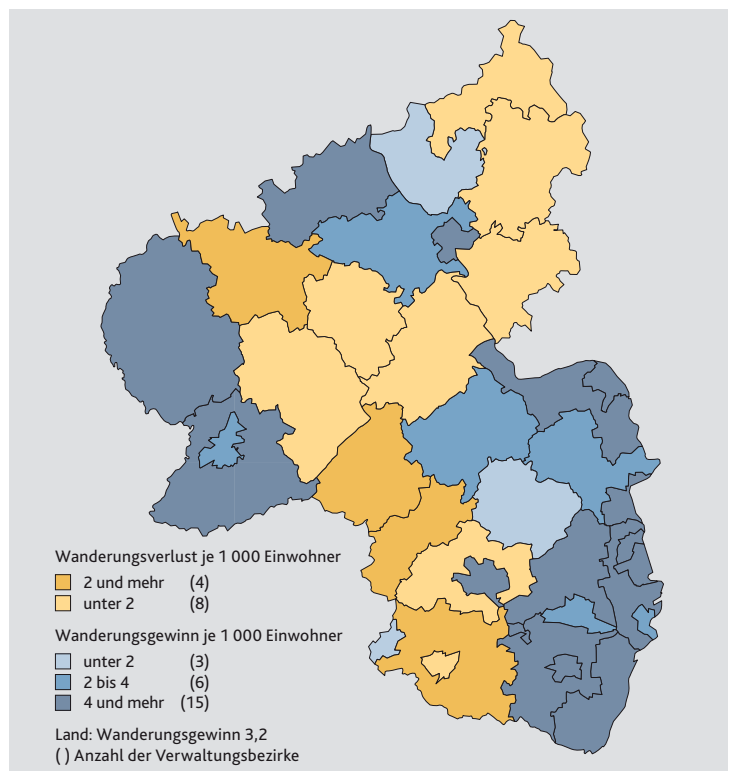 Wanderungsverlust je 1 000 Einwohner
2 und mehr (4)
unter 2 (8)
Wanderungsgewinn je 1 000 Einwohner
unter 2 (3)
2 bis 4 (6)
4 und mehr (15)
Land: Wanderungsgewinn 3,2
( ) Anzahl der Verwaltungsbezirke